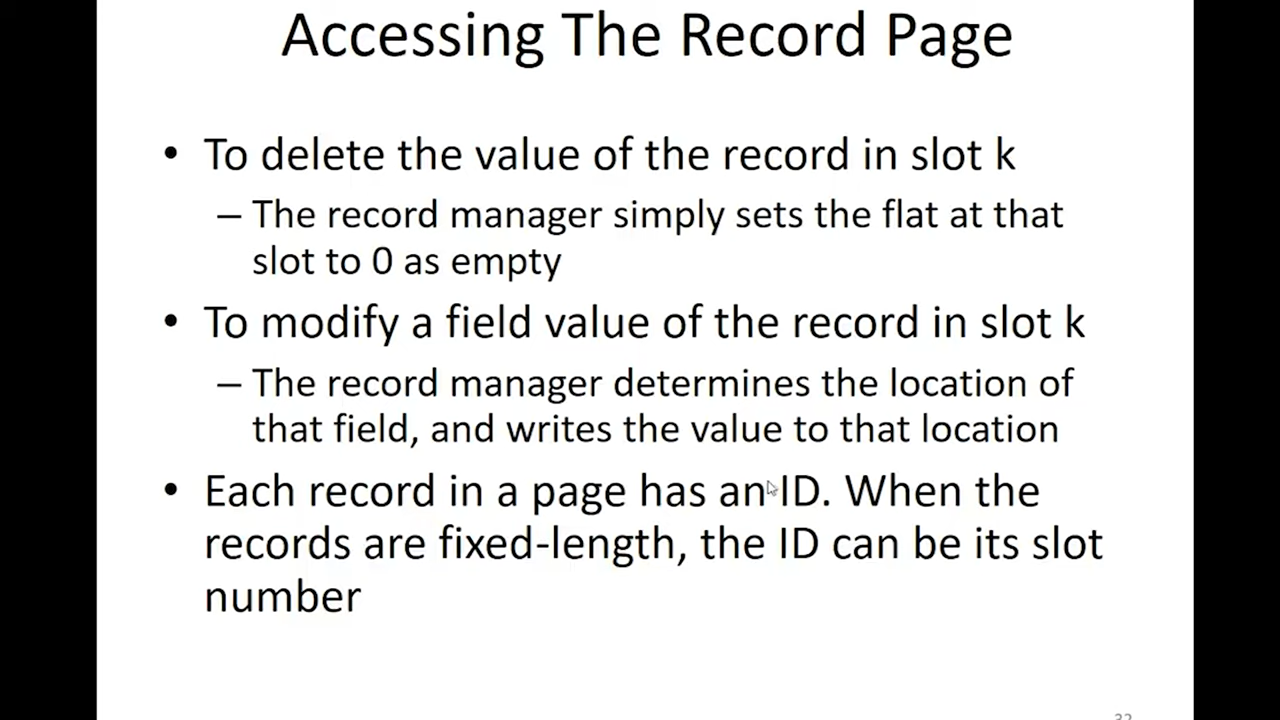 Accessing The Record Page
• To delete the value of the record in slot k
– The record manager simply sets the flat at that
slot to 0 as empty
• To modify a field value of the record in slot k
– The record manager determines the location of
that field, and writes the value to that location
• Each record in a page has an ID. When the
records are fixed-length, the ID can be its slot
number
32